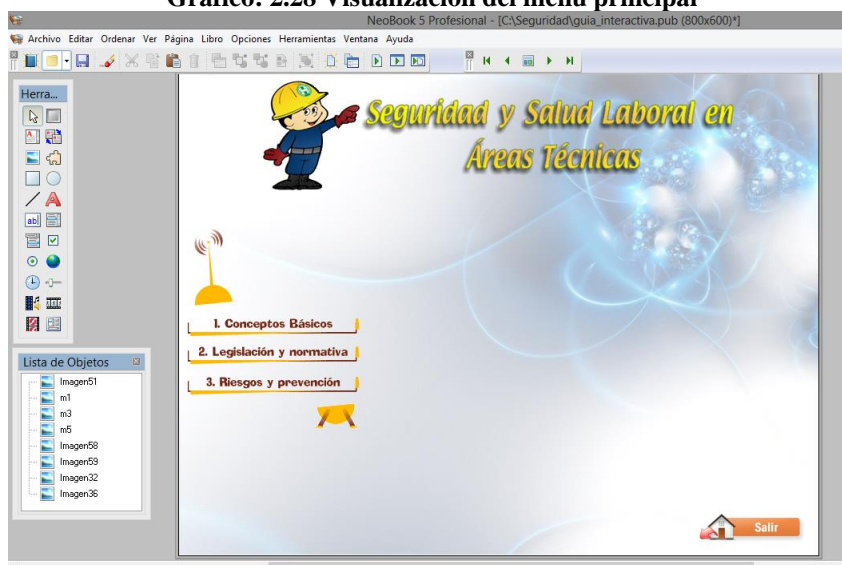 Gráfico: 2.28 Visualización del menú principal
NeoBook 5 Profesional - [C:\Seguridad\guia_interactiva.pub (800x600)*]
Archivo Editar Ordenar Ver Página Libro Opciones Herramientas Ventana Ayuda
Herra...
ab
Seguridad y Salud Laboral en
Áreas Técnicas
1. Conceptos Básicos
2. Legislación y normativa
3. Riesgos y prevención
Lista de Objetos
Imagen51
m1
m3
m5
Imagen58
Imagen59
Imagen32
Imagen36
Salir